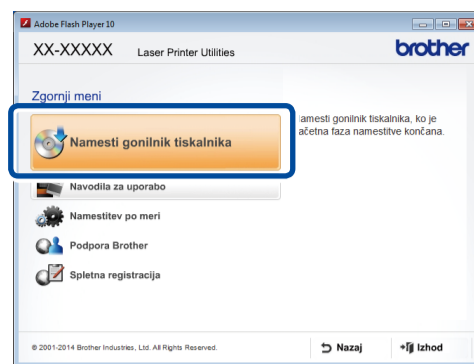 Adobe Flash Player 10
XX-XXXXX Laser Printer Utilities brother
Zgornji meni
Namesti gonilnik tiskalnika
amesti gonilnik tiskalnika, ko je
ačetna faza namestitve končana.
Navodila za uporabo
Namestitev po meri
Podpora Brother
Spletna registracija
© 2001-2014 Brother Industries, Ltd. All Rights Reserved.
Nazaj
Izhod